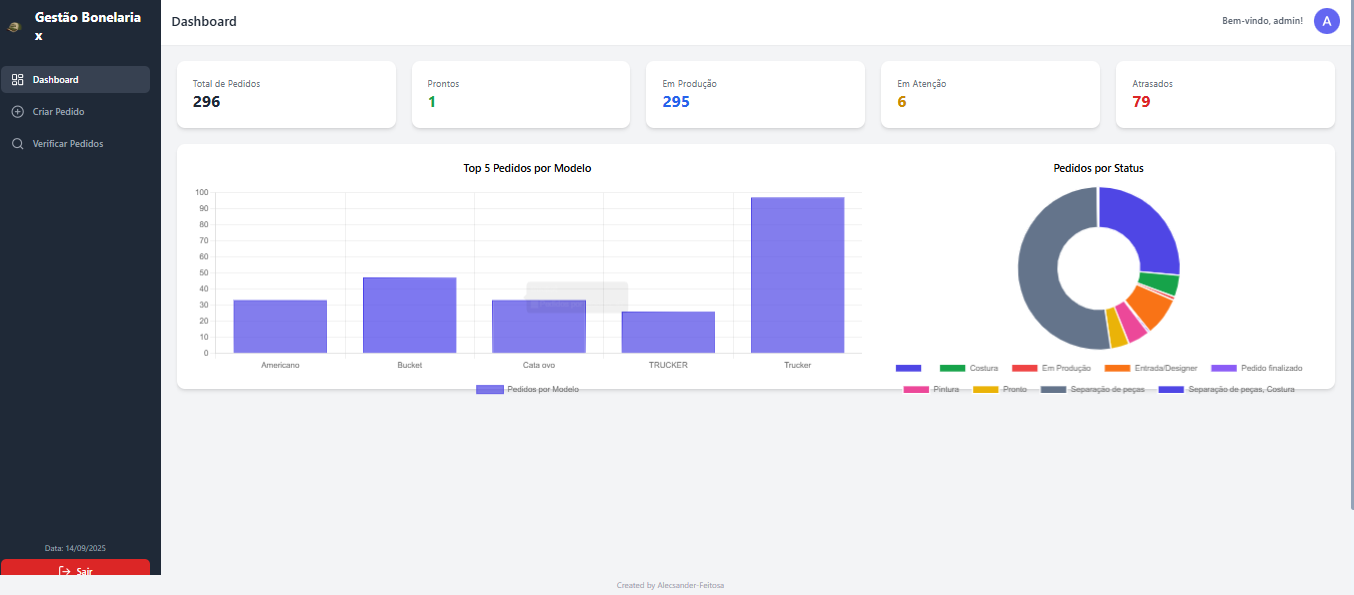 Gestão Bonelaria
x
Dashboard
Criar Pedido
Verificar Pedidos
Data: 14/09/2025
Sair
Dashboard
Bem-vindo, admin!
A
Total de Pedidos
296
Prontos
1
Em Produção
295
Em Atenção
6
Atrasados
79
Top 5 Pedidos por Modelo
100
90
80
70
60
50
40
30
20
10
0
Americano
Bucket
Cata ovo
TRUCKER
Trucker
Pedidos por Modelo
Pedidos por Status
Costura
Em Produção
Entrada/Designer
Pedido finalizado
Pintura
Pronto
Separação de peças
Separação de peças, Costura
Created by Alecsander-Feitosa